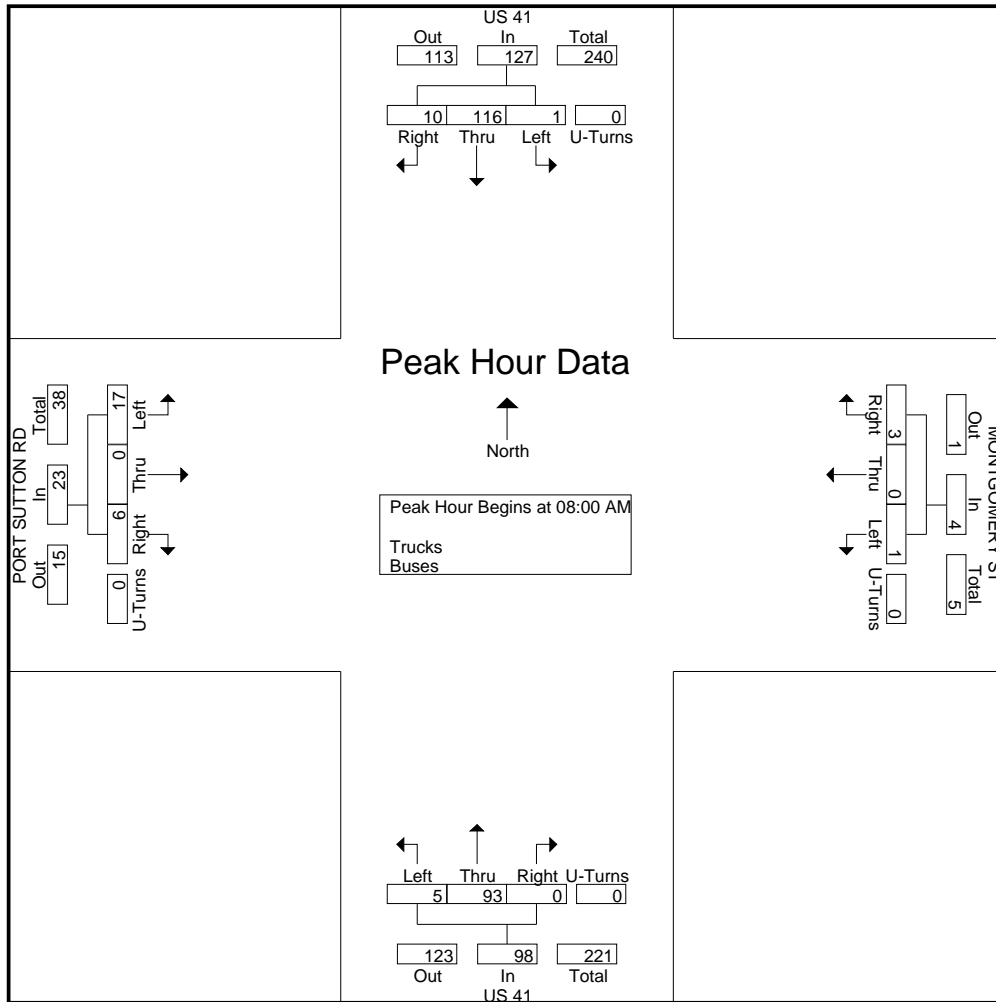 US 41
Out In Total
113 127 240
10 116 1 0
Right Thru Left U-Turns
Peak Hour Data
North
Peak Hour Begins at 08:00 AM
Trucks
Buses
PORT SUTTON RD
Total In Out
38 23 15
17 0 6 0
Left Thru Right U-Turns
MONTGOMERY ST
Out In Total
1 4 5
3 0 1 0
Right Thru Left U-Turns
Left Thru Right U-Turns
5 93 0 0
123 98 221
Out In Total
US 41